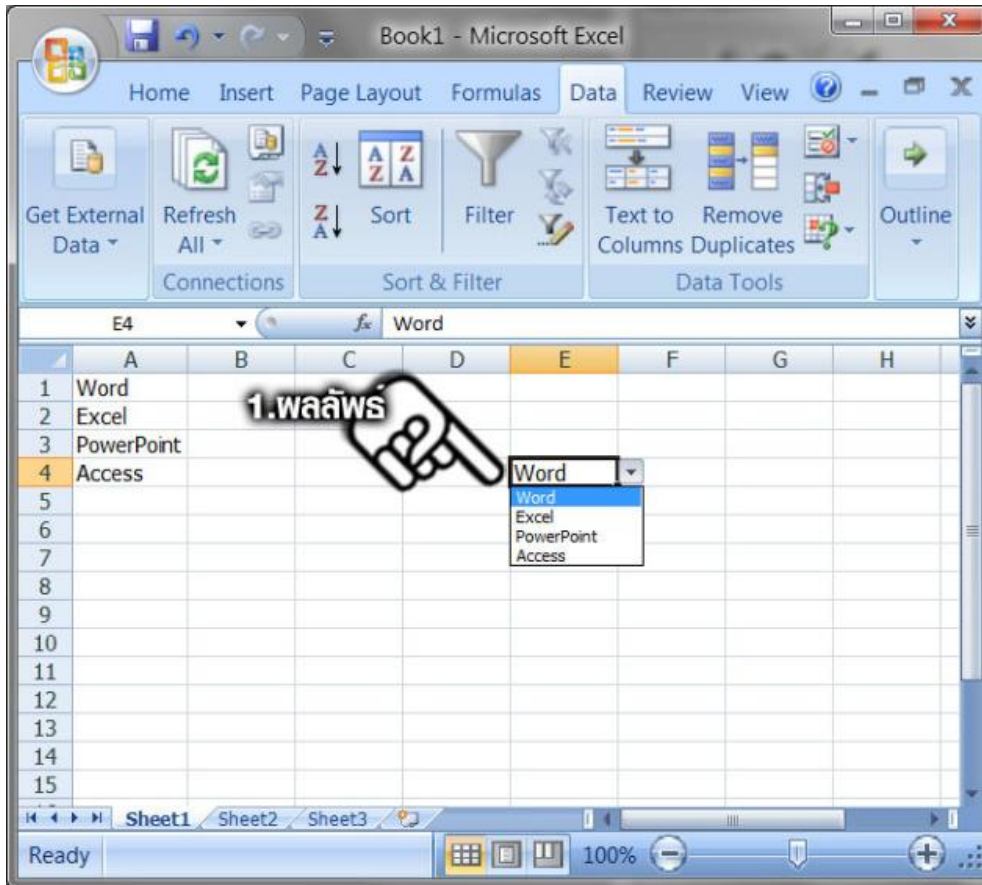 Book1 - Microsoft Excel
Home Insert Page Layout Formulas Data Review View
Get External Data
Refresh All
Connections
A Z
Z A
A Z
Z A
Sort
Filter
Sort & Filter
Text to Columns
Remove Duplicates
Data Tools
Outline
E4 fx Word
A B C D E F G H
1 Word
2 Excel
3 PowerPoint
4 Access Word
1.ผลลัพธ์
Word
Excel
PowerPoint
Access
5
6
7
8
9
10
11
12
13
14
15
Sheet1 Sheet2 Sheet3
Ready 100%